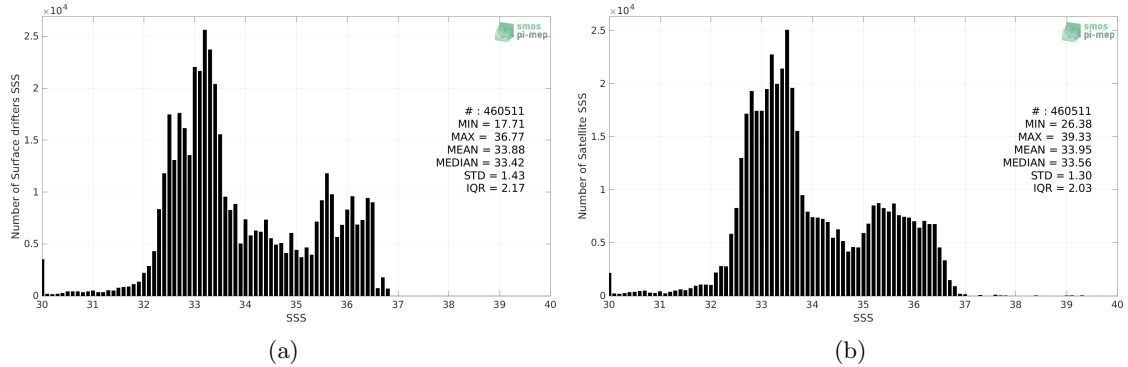 ×10⁴
2.5
2
1.5
1
0.5
0
Number of Surface drifters SSS
smos
pi-mep
# : 460511
MIN = 17.71
MAX = 36.77
MEAN = 33.88
MEDIAN = 33.42
STD = 1.43
IQR = 2.17
30 31 32 33 34 35 36 37 38 39 40
SSS
(a)
×10⁴
2.5
2
1.5
1
0.5
0
Number of Satellite SSS
smos
pi-mep
# : 460511
MIN = 26.38
MAX = 39.33
MEAN = 33.95
MEDIAN = 33.56
STD = 1.30
IQR = 2.03
30 31 32 33 34 35 36 37 38 39 40
SSS
(b)